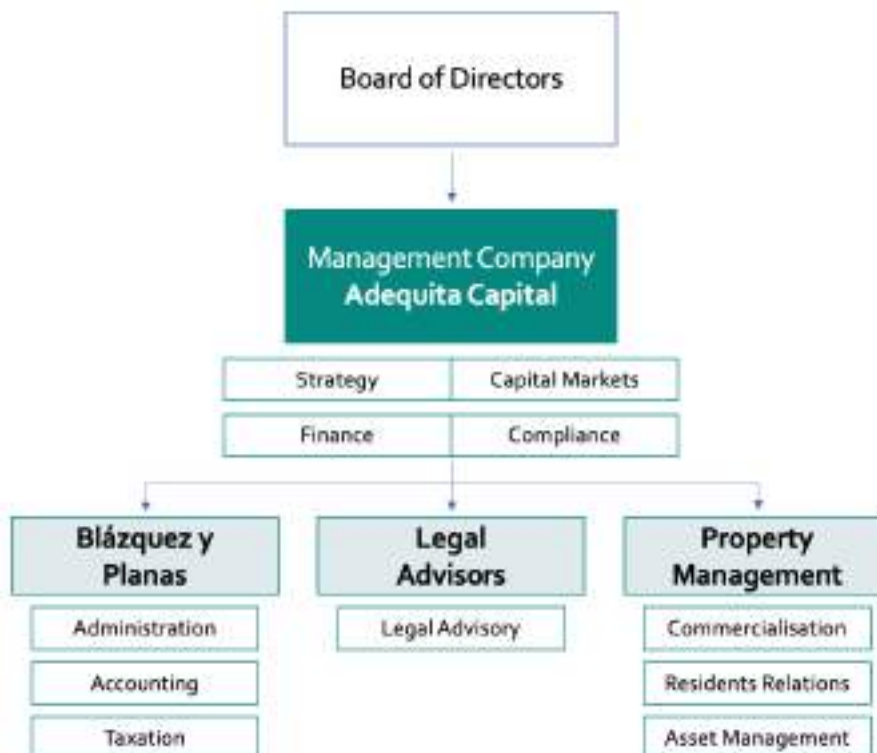 Board of Directors
Management Company
Adequita Capital
Strategy
Capital Markets
Finance
Compliance
Blázquez y
Planas
Legal
Advisors
Property
Management
Administration
Legal Advisory
Commercialisation
Accounting
Residents Relations
Taxation
Asset Management